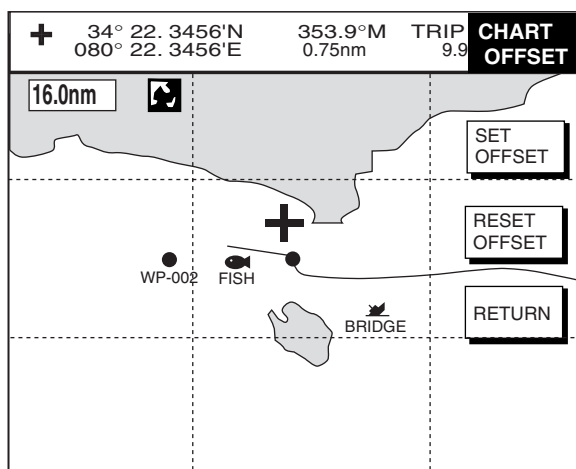 34° 22. 3456'N 353.9°M TRIP
080° 22. 3456'E 0.75nm 9.9
CHART
OFFSET
16.0nm
SET
OFFSET
RESET
OFFSET
WP-002
FISH
BRIDGE
RETURN